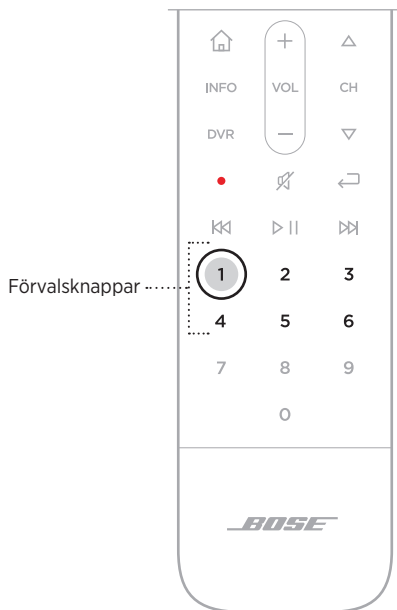 +
INFO VOL CH
DVR −
Förvalsknappar
1 2 3
4 5 6
7 8 9
0
BOSE